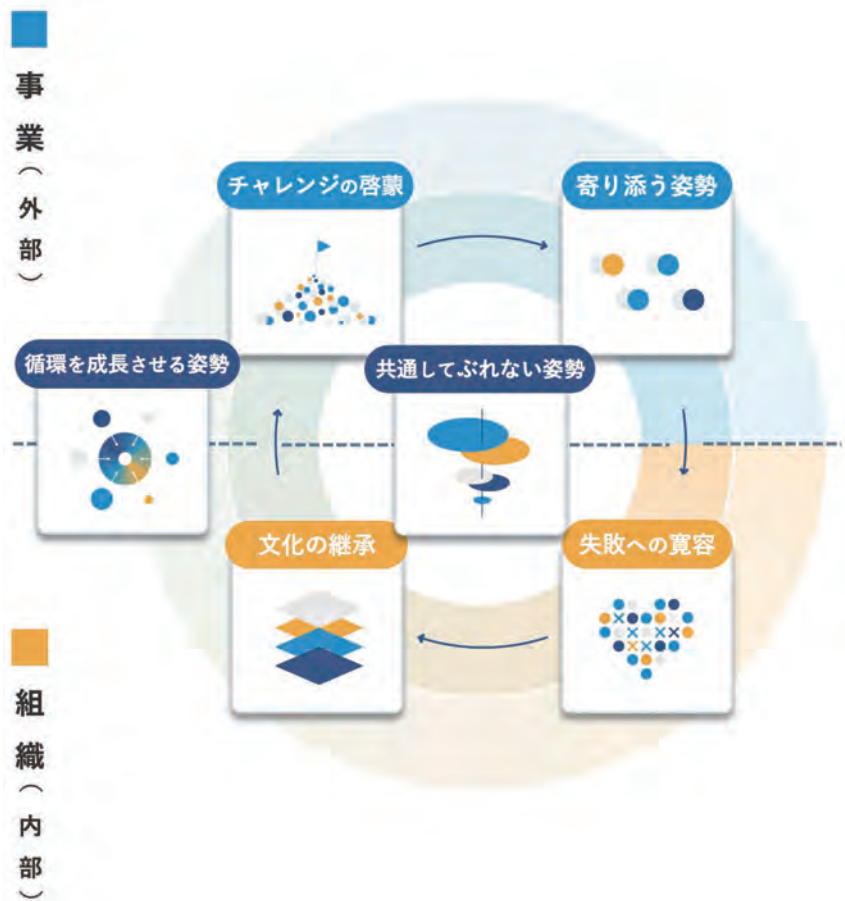 事業（外部）
チャレンジの啓蒙
寄り添う姿勢
循環を成長させる姿勢
共通してぶれない姿勢
文化の継承
失敗への寛容
組織（内部）